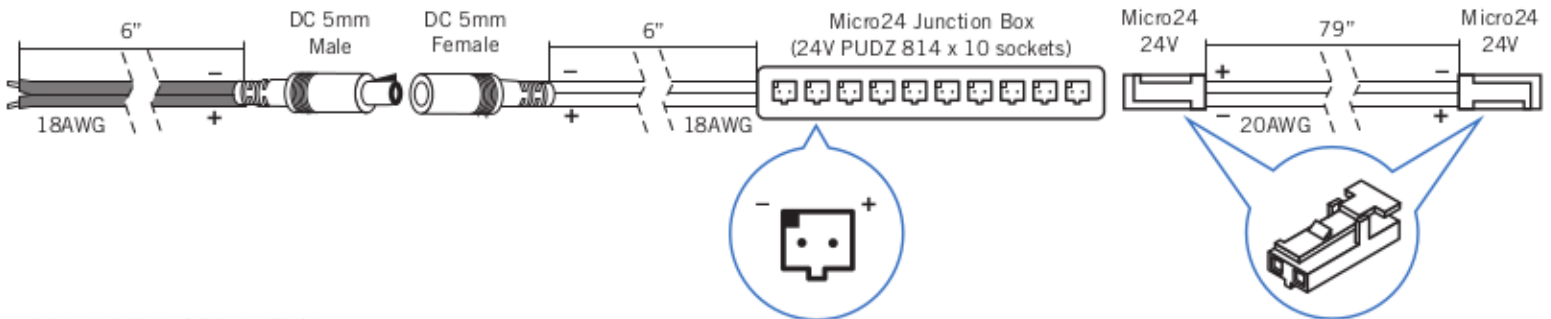 6”
DC 5mm
Male
DC 5mm
Female
6”
Micro24 Junction Box
(24V PUDZ 814 x 10 sockets)
Micro24
24V
79”
Micro24
24V
–
+
18AWG
–
+
18AWG
+
–
20AWG
–
+
– +